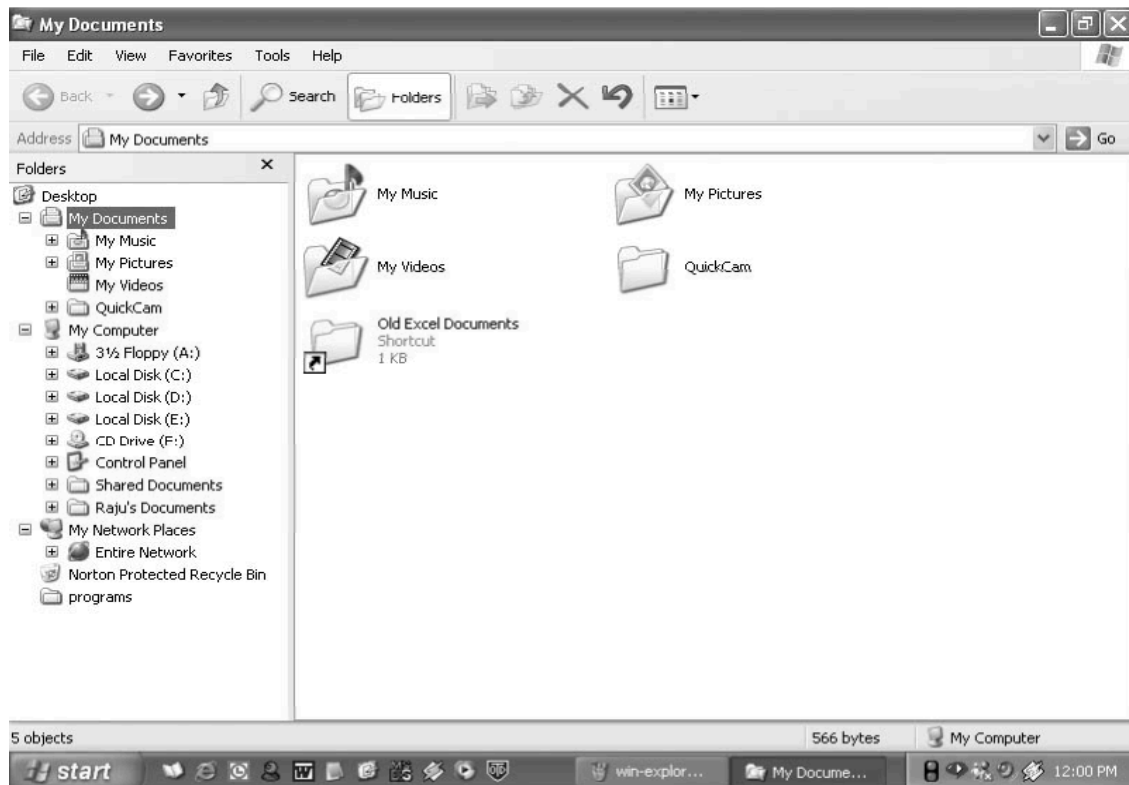 My Documents
File Edit View Favorites Tools Help
Back Search Folders
Address My Documents Go
Folders
Desktop
My Documents
My Music
My Pictures
My Videos
QuickCam
My Computer
3½ Floppy (A:)
Local Disk (C:)
Local Disk (D:)
Local Disk (E:)
CD Drive (F:)
Control Panel
Shared Documents
Raju's Documents
My Network Places
Entire Network
Norton Protected Recycle Bin
programs
My Music My Pictures
My Videos QuickCam
Old Excel Documents
Shortcut
1 KB
5 objects 566 bytes My Computer
start win-explor... My Docume... 12:00 PM